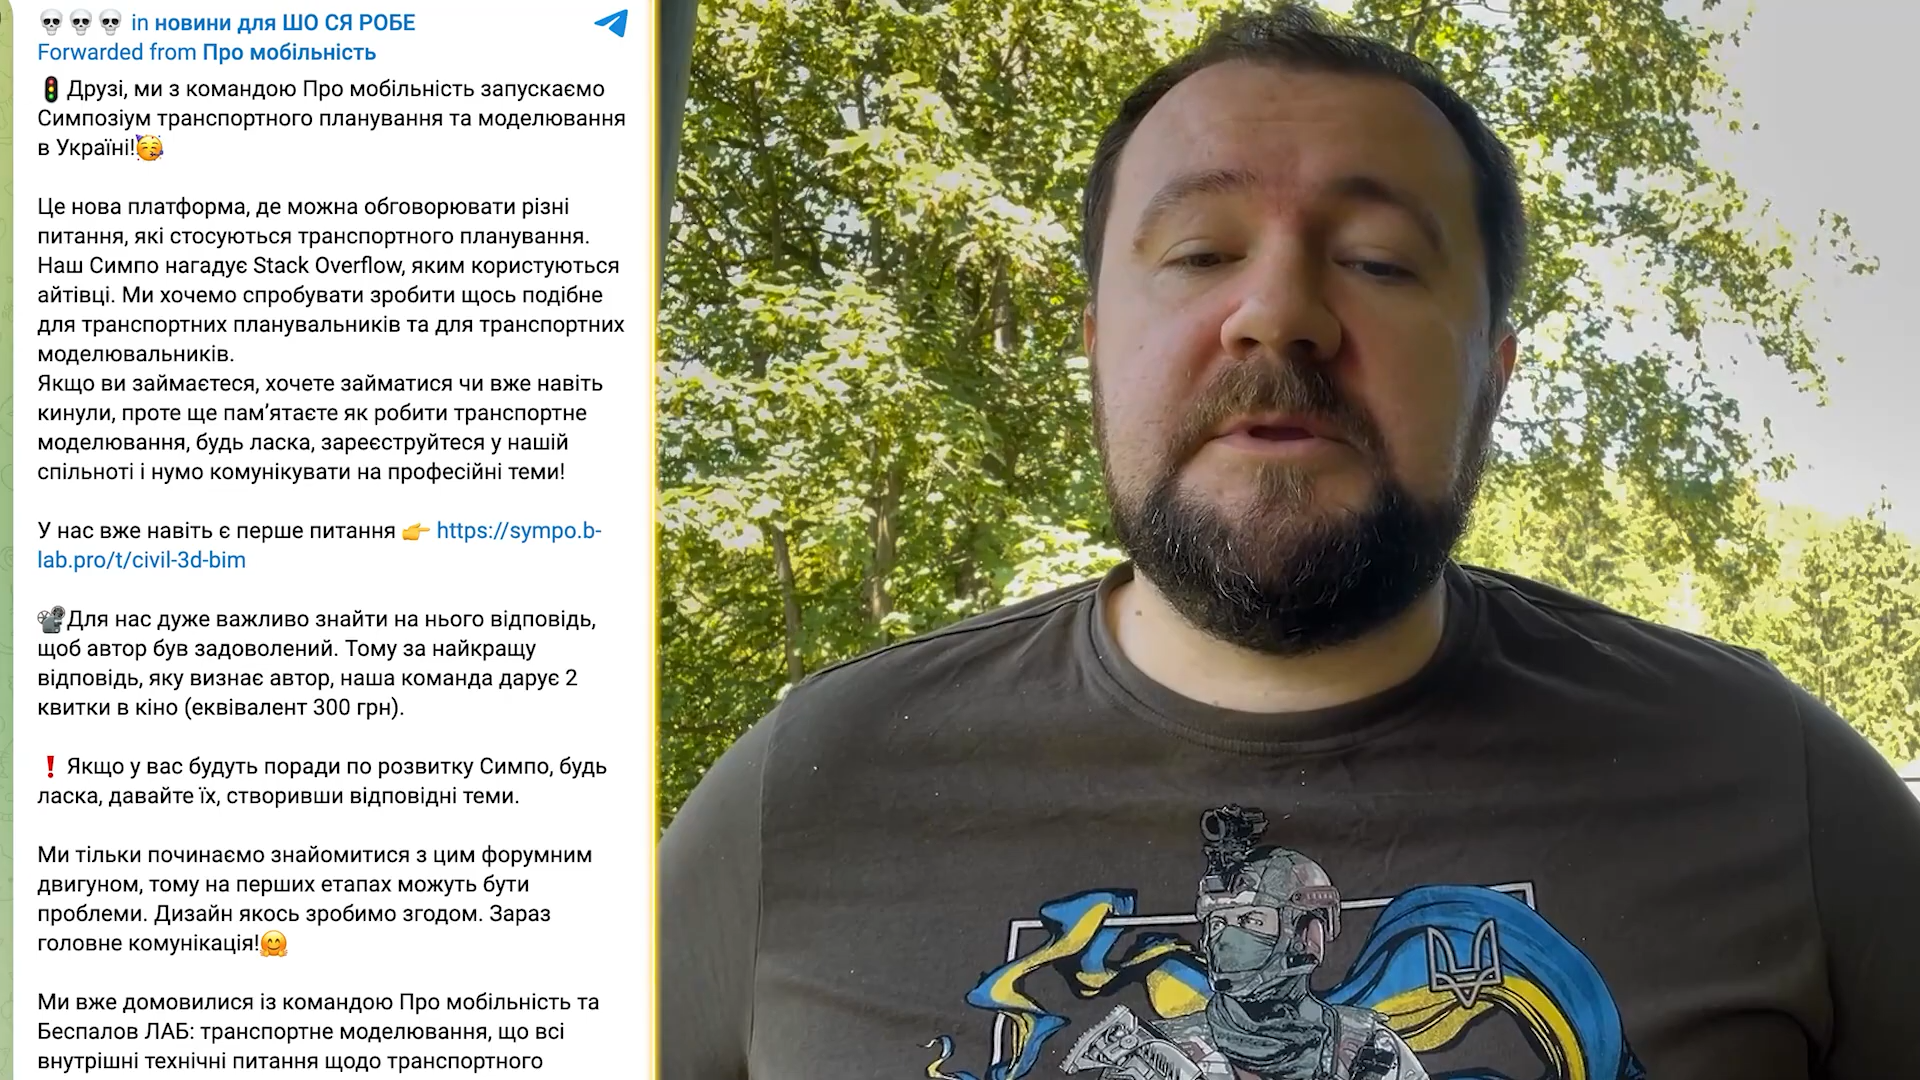 💀💀💀 in новини для ШО СЯ РОБЕ
Forwarded from Про мобільність
🚦Друзі, ми з командою Про мобільність запускаємо
Симпозіум транспортного планування та моделювання
в Україні!🥳
Це нова платформа, де можна обговорювати різні
питання, які стосуються транспортного планування.
Наш Симпо нагадує Stack Overflow, яким користуються
айтівці. Ми хочемо спробувати зробити щось подібне
для транспортних планувальників та для транспортних
моделювальників.
Якщо ви займаєтеся, хочете займатися чи вже навіть
кинули, проте ще пам’ятаєте як робити транспортне
моделювання, будь ласка, зареєструйтеся у нашій
спільноті і нумо комунікувати на професійні теми!
У нас вже навіть є перше питання 👉 https://sympo.b-
lab.pro/t/civil-3d-bim
📽Для нас дуже важливо знайти на нього відповідь,
щоб автор був задоволений. Тому за найкращу
відповідь, яку визнає автор, наша команда дарує 2
квитки в кіно (еквівалент 300 грн).
❗ Якщо у вас будуть поради по розвитку Симпо, будь
ласка, давайте їх, створивши відповідні теми.
Ми тільки починаємо знайомитися з цим форумним
двигуном, тому на перших етапах можуть бути
проблеми. Дизайн якось зробимо згодом. Зараз
головне комунікація!🤗
Ми вже домовилися із командою Про мобільність та
Беспалов ЛАБ: транспортне моделювання, що всі
внутрішні технічні питання щодо транспортного